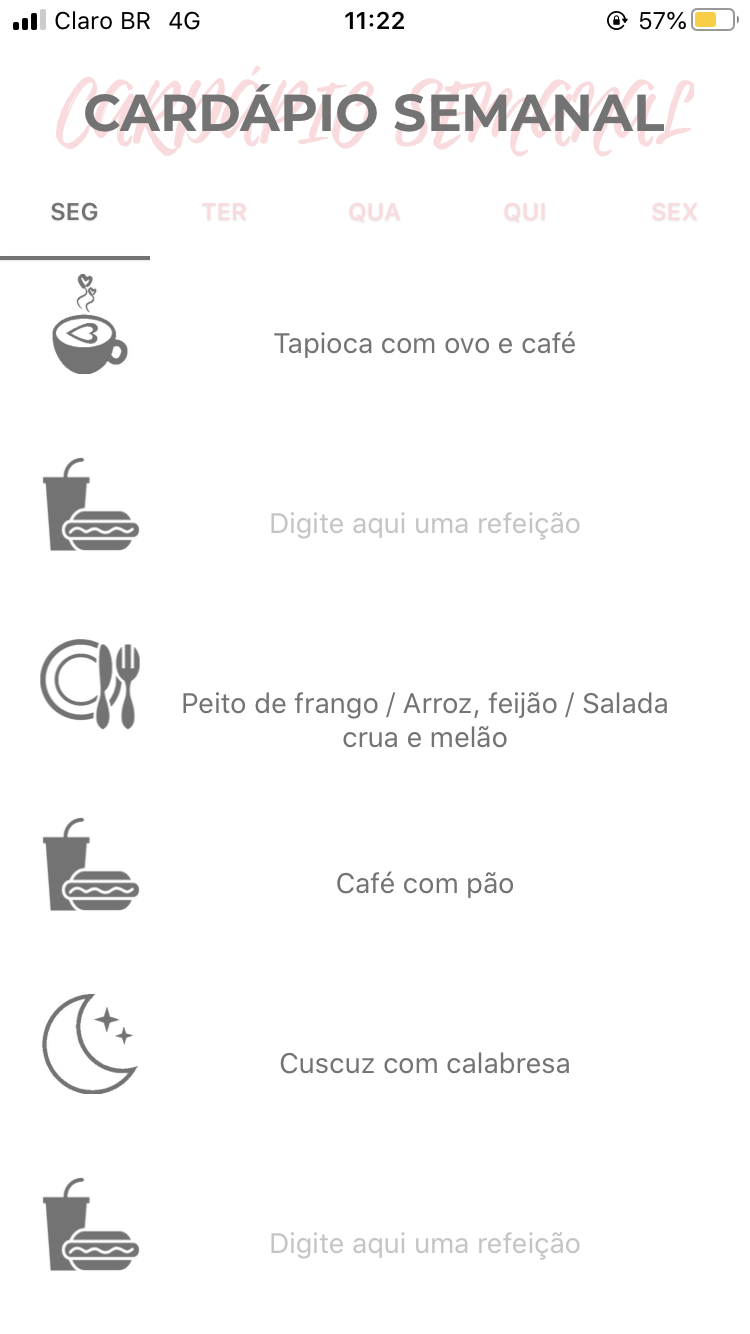 Claro BR 4G 11:22 57%
CARDÁPIO SEMANAL
CARDÁPIO SEMANAL
SEG TER QUA QUI SEX
Tapioca com ovo e café
Digite aqui uma refeição
Peito de frango / Arroz, feijão / Salada
crua e melão
Café com pão
Cuscuz com calabresa
Digite aqui uma refeição